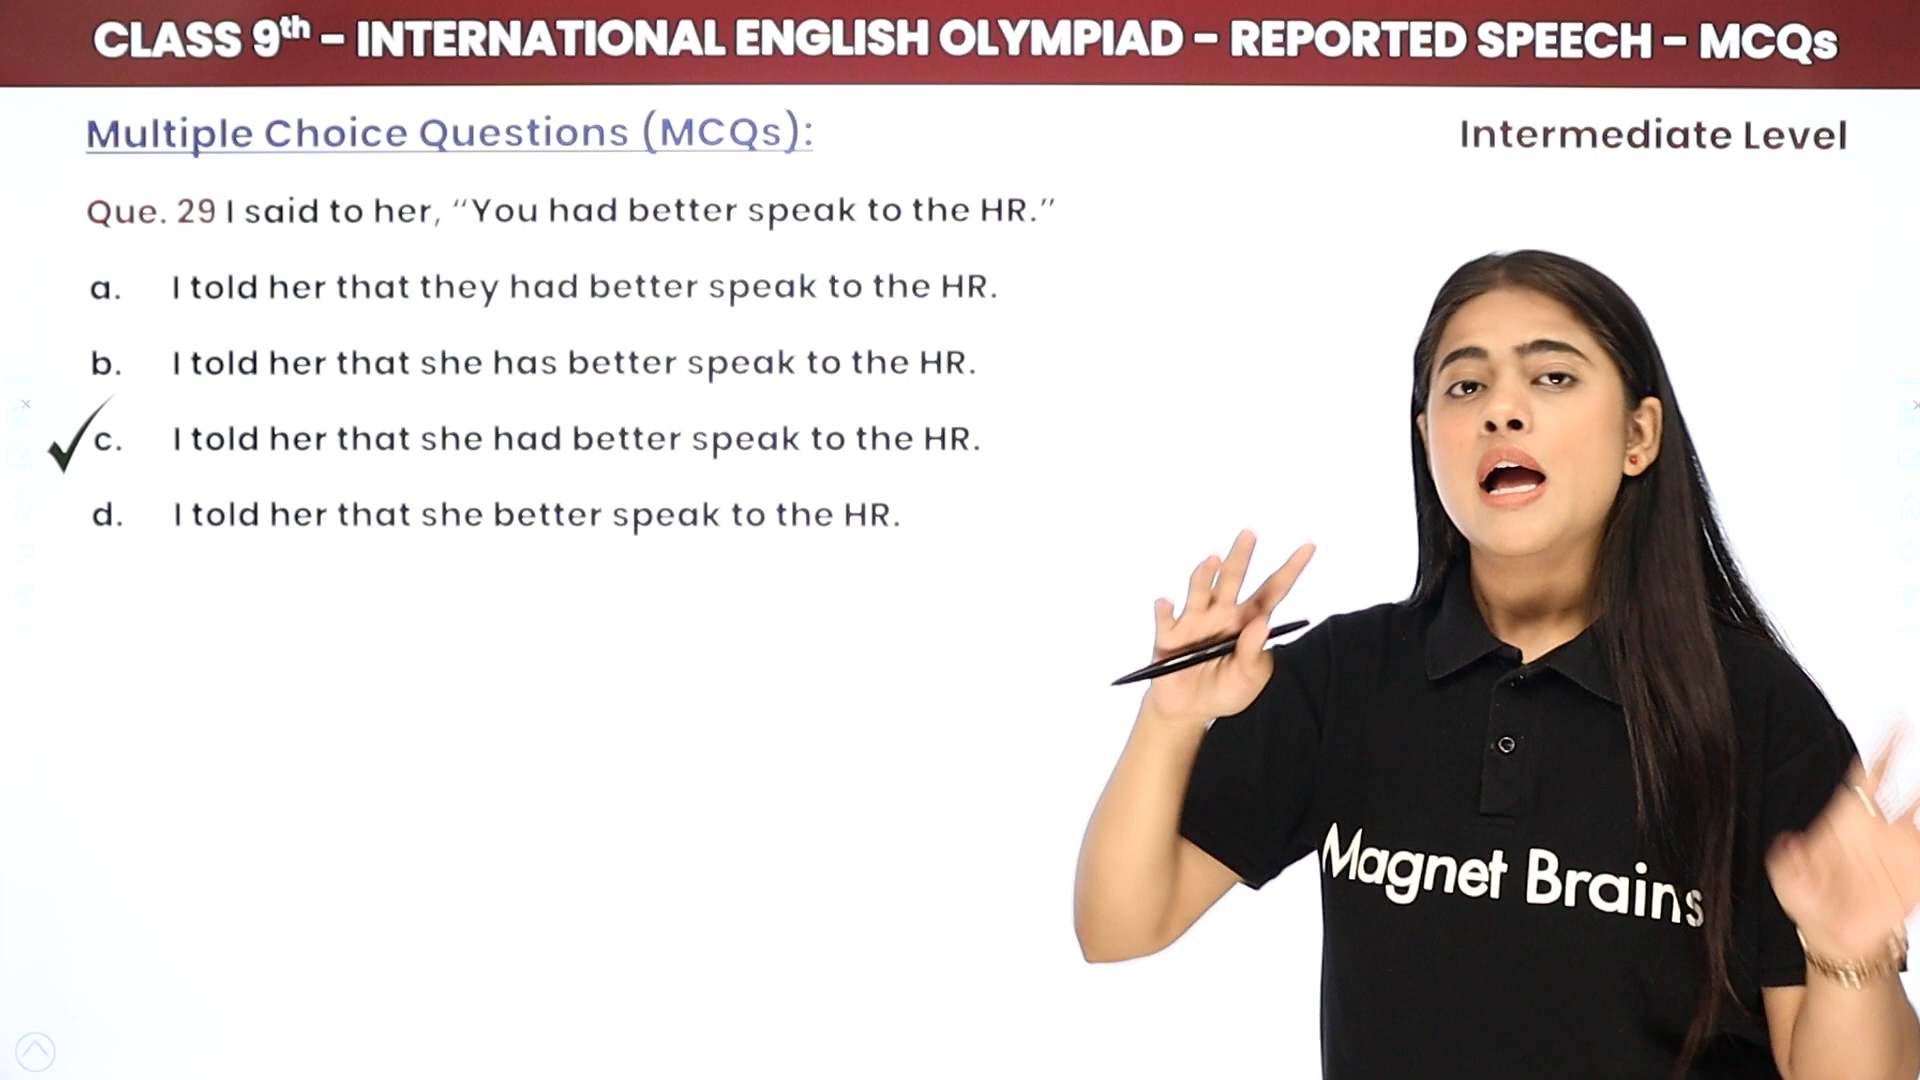 CLASS 9th - INTERNATIONAL ENGLISH OLYMPIAD - REPORTED SPEECH - MCQs
Multiple Choice Questions (MCQs):
Intermediate Level
Que. 29 I said to her, “You had better speak to the HR.”
a. I told her that they had better speak to the HR.
b. I told her that she has better speak to the HR.
c. I told her that she had better speak to the HR.
d. I told her that she better speak to the HR.
Magnet Brains